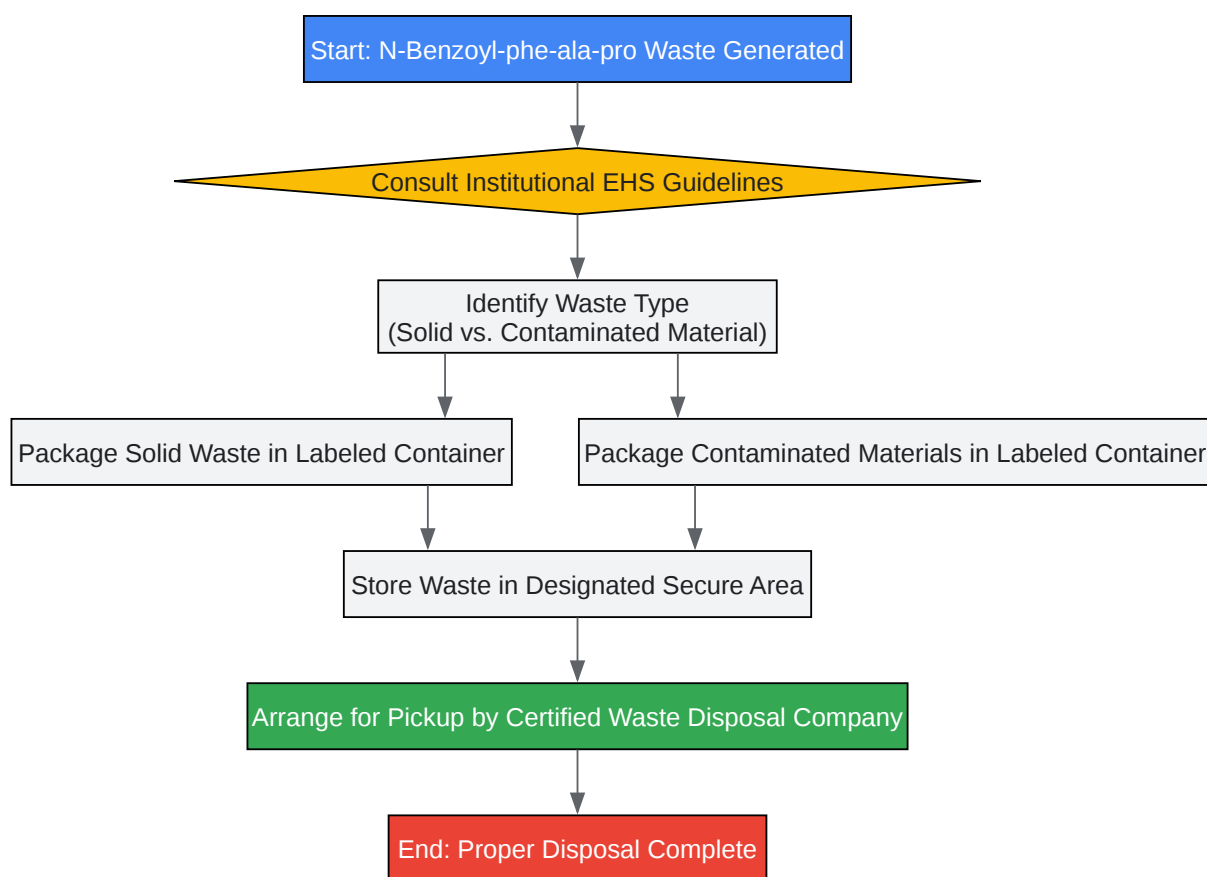 Start: N-Benzoyl-phe-ala-pro Waste Generated
Consult Institutional EHS Guidelines
Identify Waste Type
(Solid vs. Contaminated Material)
Package Solid Waste in Labeled Container
Package Contaminated Materials in Labeled Container
Store Waste in Designated Secure Area
Arrange for Pickup by Certified Waste Disposal Company
End: Proper Disposal Complete